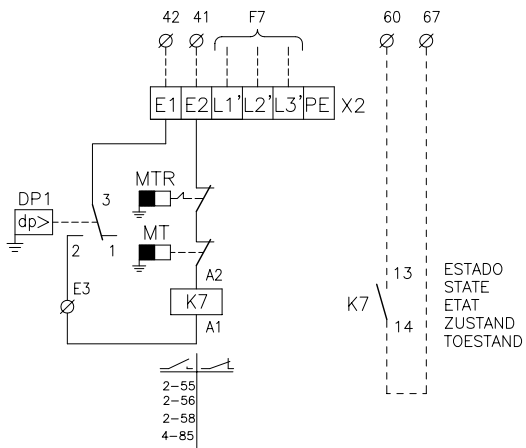 42 41 F7 60 67
E1 E2 L1' L2' L3' PE X2
MTR
3
DP1
dp>
MT
2 1
A2
E3
K7
A1
13
K7
14
ESTADO
STATE
ETAT
ZUSTAND
TOESTAND
2-55
2-56
2-58
4-85